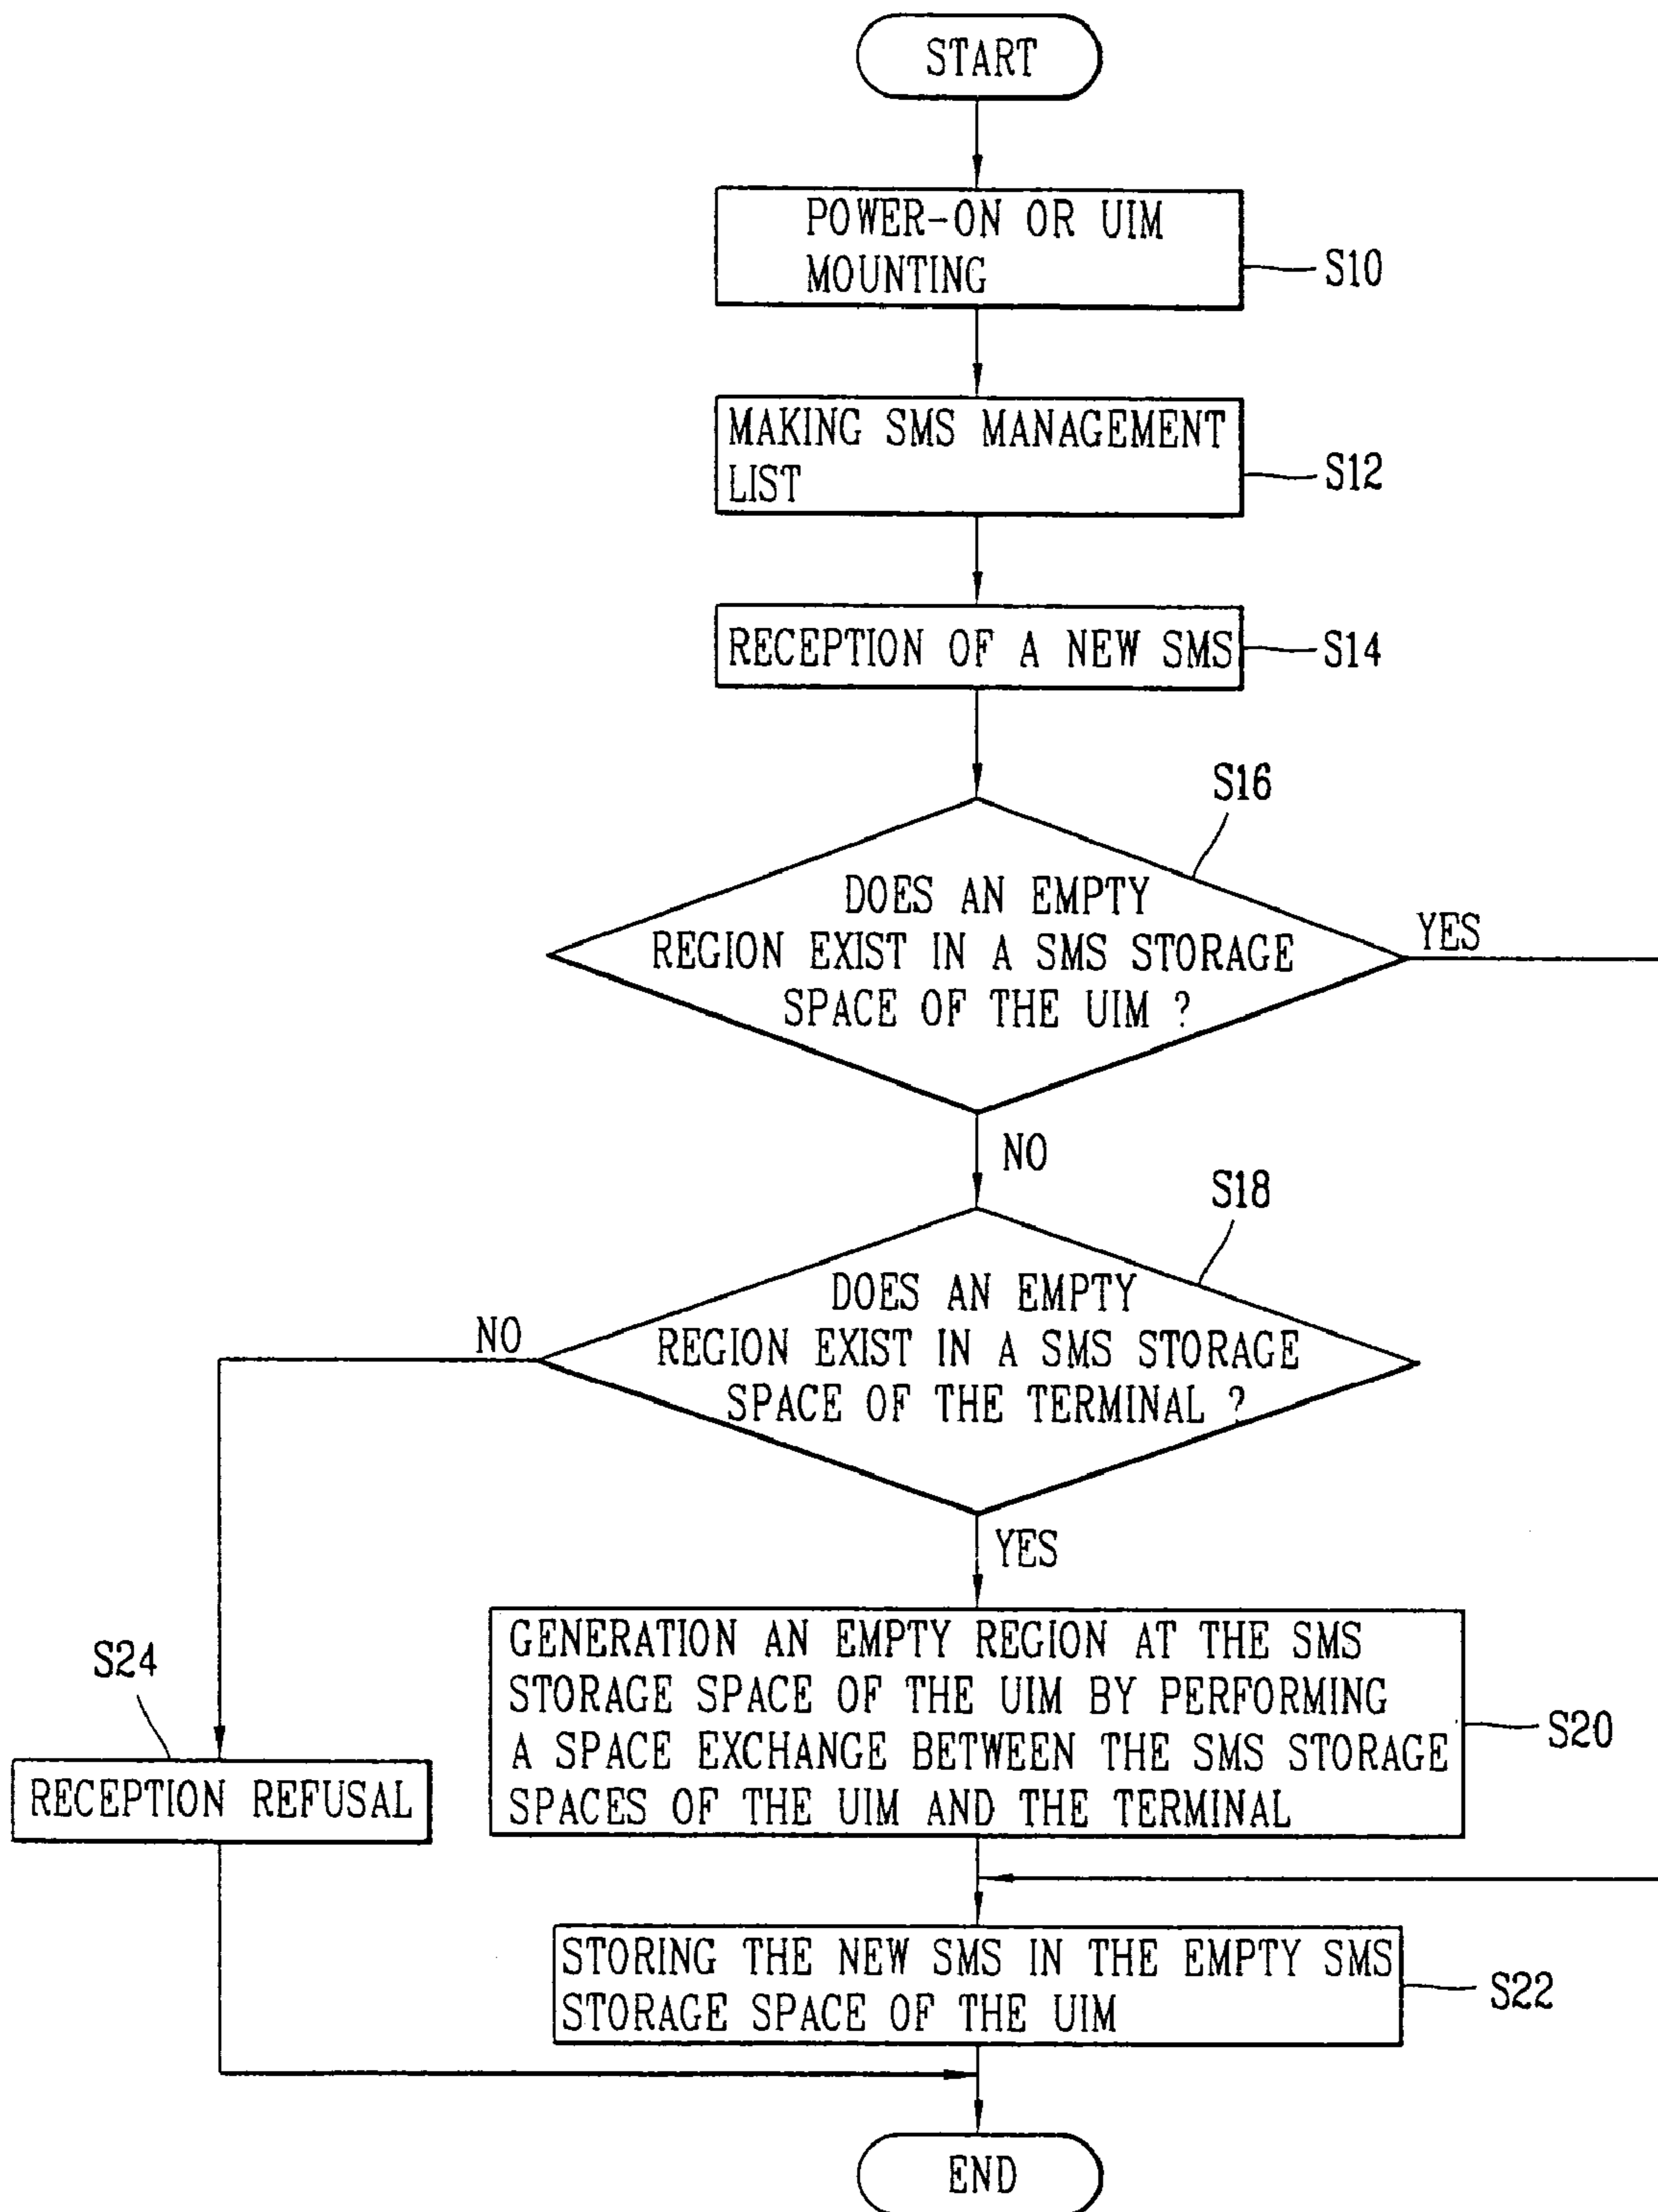 START
POWER-ON OR UIM
MOUNTING
S10
MAKING SMS MANAGEMENT
LIST
S12
RECEPTION OF A NEW SMS
S14
S16
DOES AN EMPTY
REGION EXIST IN A SMS STORAGE
SPACE OF THE UIM ?
YES
NO
S18
DOES AN EMPTY
REGION EXIST IN A SMS STORAGE
SPACE OF THE TERMINAL ?
NO
YES
GENERATION AN EMPTY REGION AT THE SMS
STORAGE SPACE OF THE UIM BY PERFORMING
A SPACE EXCHANGE BETWEEN THE SMS STORAGE
SPACES OF THE UIM AND THE TERMINAL
S20
S24
RECEPTION REFUSAL
STORING THE NEW SMS IN THE EMPTY SMS
STORAGE SPACE OF THE UIM
S22
END